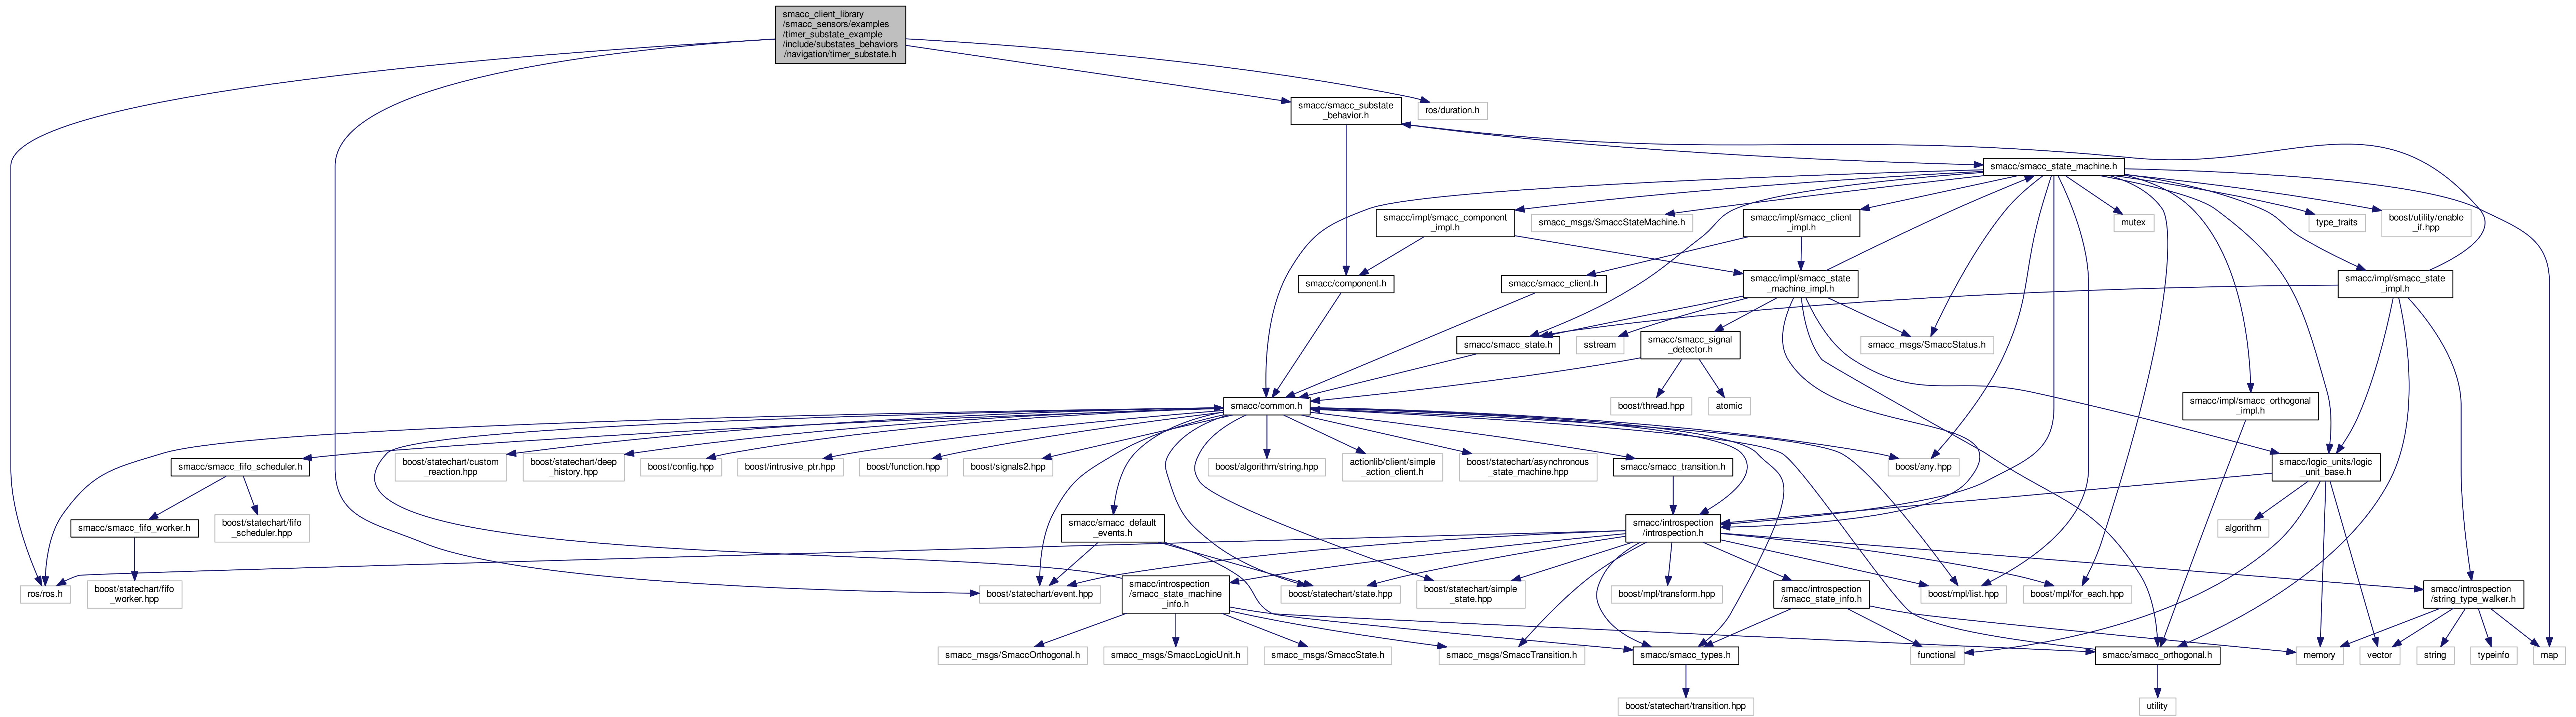 smacc_client_library
/smacc_sensors/examples
/timer_substate_example
/include/substates_behaviors
/navigation/timer_substate.h
smacc/smacc_substate
_behavior.h
ros/duration.h
smacc/smacc_state_machine.h
smacc/impl/smacc_component
_impl.h
smacc_msgs/SmaccStateMachine.h
smacc/impl/smacc_client
_impl.h
mutex
type_traits
boost/utility/enable
_if.hpp
smacc/component.h
smacc/smacc_client.h
smacc/impl/smacc_state
_machine_impl.h
smacc/impl/smacc_state
_impl.h
smacc/smacc_state.h
sstream
smacc/smacc_signal
_detector.h
smacc_msgs/SmaccStatus.h
smacc/common.h
boost/thread.hpp
atomic
smacc/impl/smacc_orthogonal
_impl.h
smacc/smacc_fifo_scheduler.h
boost/statechart/custom
_reaction.hpp
boost/statechart/deep
_history.hpp
boost/config.hpp
boost/intrusive_ptr.hpp
boost/function.hpp
boost/signals2.hpp
boost/algorithm/string.hpp
actionlib/client/simple
_action_client.h
boost/statechart/asynchronous
_state_machine.hpp
smacc/smacc_transition.h
boost/any.hpp
smacc/logic_units/logic
_unit_base.h
smacc/smacc_fifo_worker.h
boost/statechart/fifo
_scheduler.hpp
smacc/smacc_default
_events.h
smacc/introspection
/introspection.h
algorithm
ros/ros.h
boost/statechart/fifo
_worker.hpp
boost/statechart/event.hpp
smacc/introspection
/smacc_state_machine
_info.h
boost/statechart/state.hpp
boost/statechart/simple
_state.hpp
boost/mpl/transform.hpp
smacc/introspection
/smacc_state_info.h
boost/mpl/list.hpp
boost/mpl/for_each.hpp
smacc/introspection
/string_type_walker.h
smacc_msgs/SmaccOrthogonal.h
smacc_msgs/SmaccLogicUnit.h
smacc_msgs/SmaccState.h
smacc_msgs/SmaccTransition.h
smacc/smacc_types.h
functional
smacc/smacc_orthogonal.h
memory
vector
string
typeinfo
map
boost/statechart/transition.hpp
utility